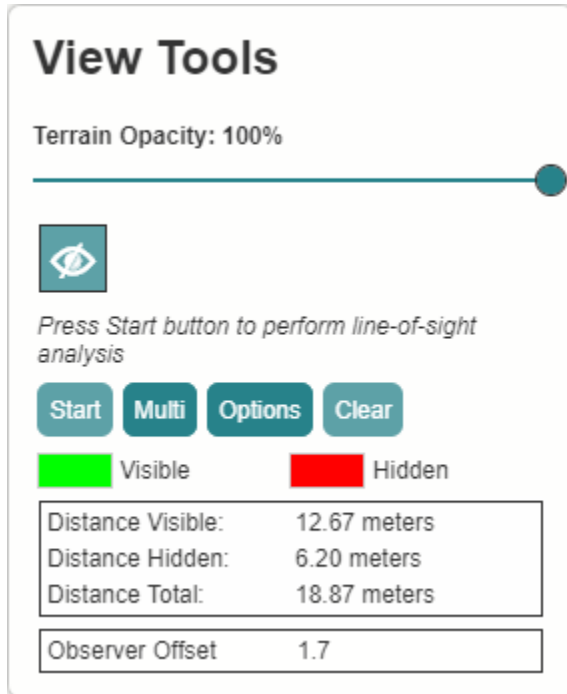 View Tools
Terrain Opacity: 100%
Press Start button to perform line-of-sight
analysis
Start Multi Options Clear
Visible Hidden
Distance Visible: 12.67 meters
Distance Hidden: 6.20 meters
Distance Total: 18.87 meters
Observer Offset 1.7